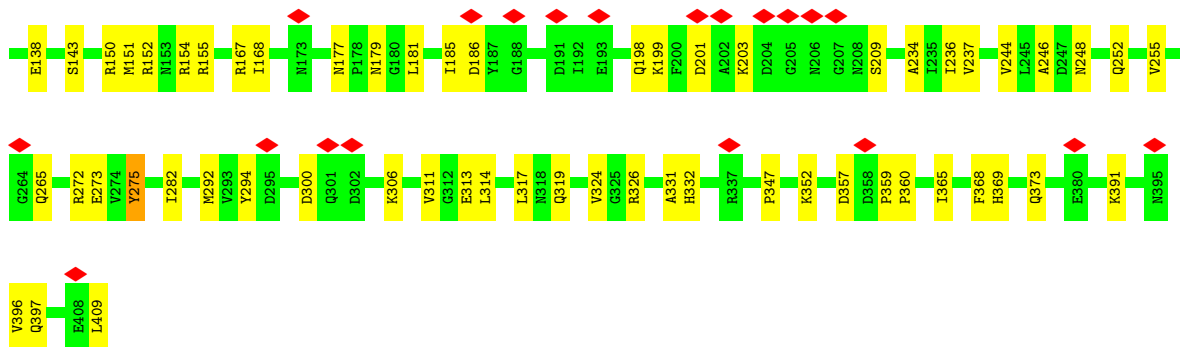 E138 S143 R150 M151 R152 N153 R154 R155 R167 I168 N173 N177 P178 N179 G180 L181 I185 D186 Y187 G188 D191 I192 E193 Q198 K199 F200 D201 A202 K203 D204 G205 N206 G207 N208 S209 A234 I235 I236 V237 V244 L245 A246 D247 N248 Q252 V255
G264 Q265 R272 E273 V274 Y275 I282 M292 V293 Y294 D295 D300 Q301 D302 K306 V311 G312 E313 L314 L317 N318 Q319 V324 G325 R326 A331 H332 R337 P347 K352 D357 D358 P359 P360 I365 F368 H369 Q373 E380 K391 N395
V396 Q397 E408 L409